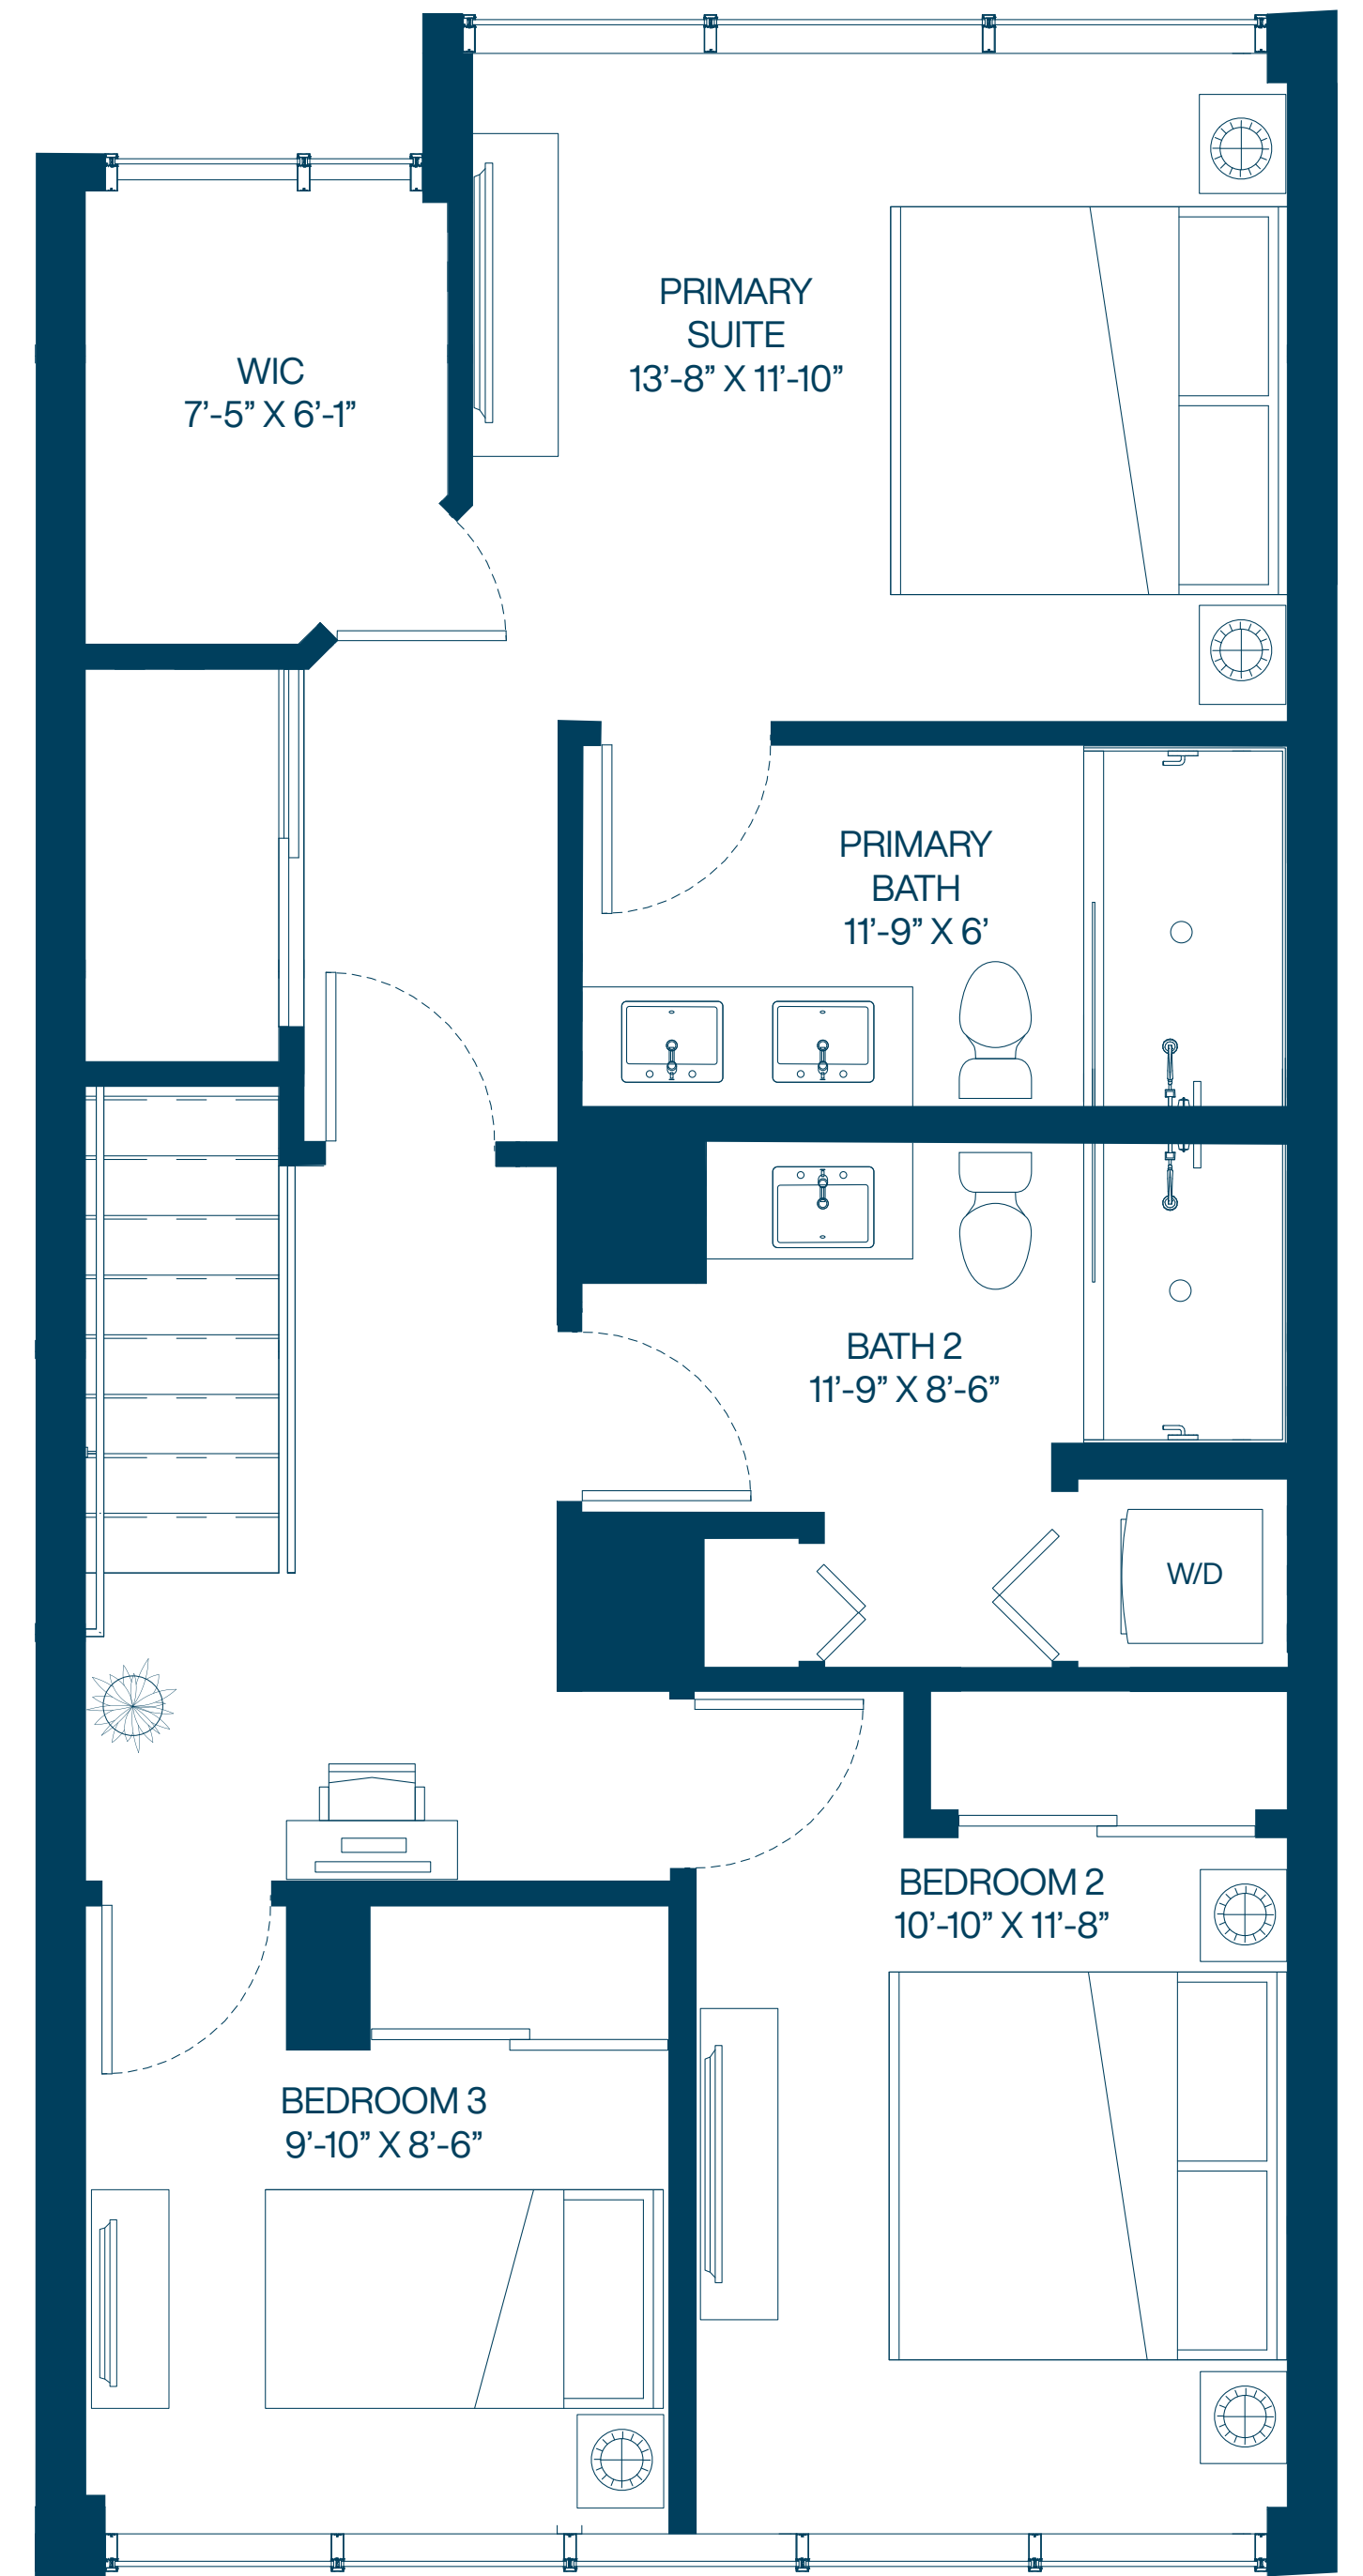 PRIMARY
SUITE
13’-8” X 11’-10”
WIC
7’-5” X 6’-1”
PRIMARY
BATH
11’-9” X 6’
BATH 2
11’-9” X 8’-6”
W/D
BEDROOM 2
10’-10” X 11’-8”
BEDROOM 3
9’-10” X 8’-6”